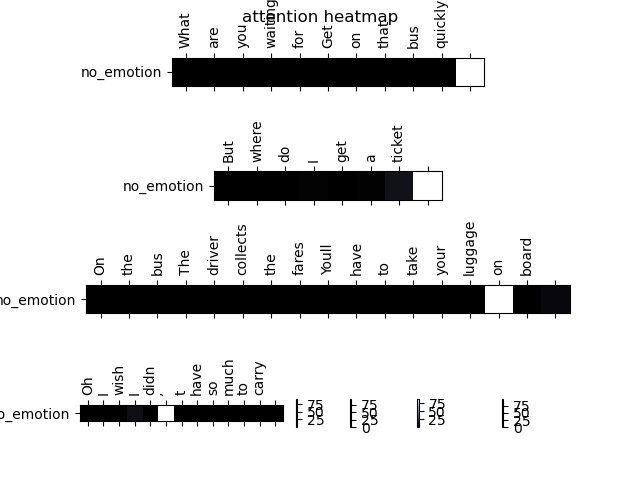 attention heatmap
What are you waiting for Get on that bus quickly
no_emotion
But where do I get a ticket
no_emotion
On the bus The driver collects the fares Youll have to take your luggage on board
no_emotion
Oh I wish I didn ' t have so much to carry
no_emotion
75 75 75 75
50 50 50 50
25 25 25 25
0 0